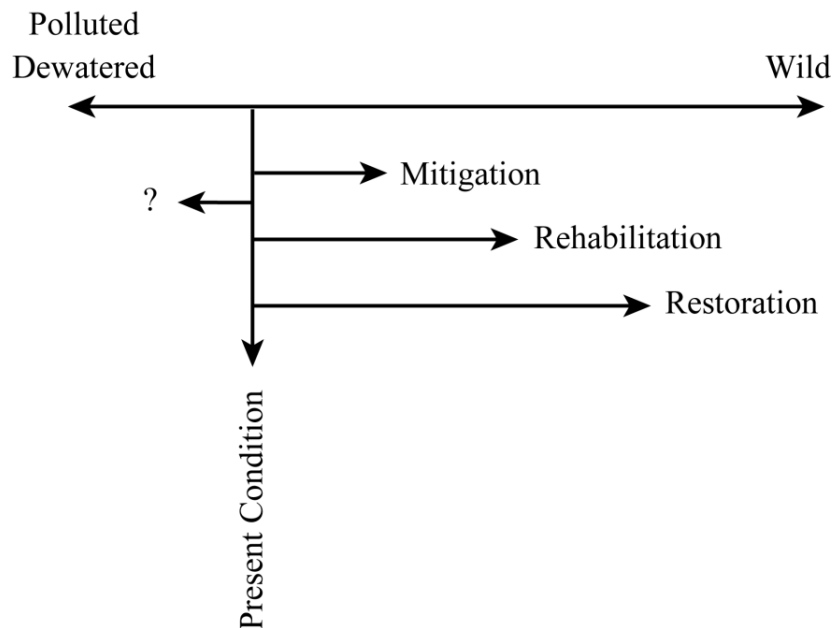 Polluted
Dewatered
Wild
Mitigation
?
Rehabilitation
Restoration
Present Condition